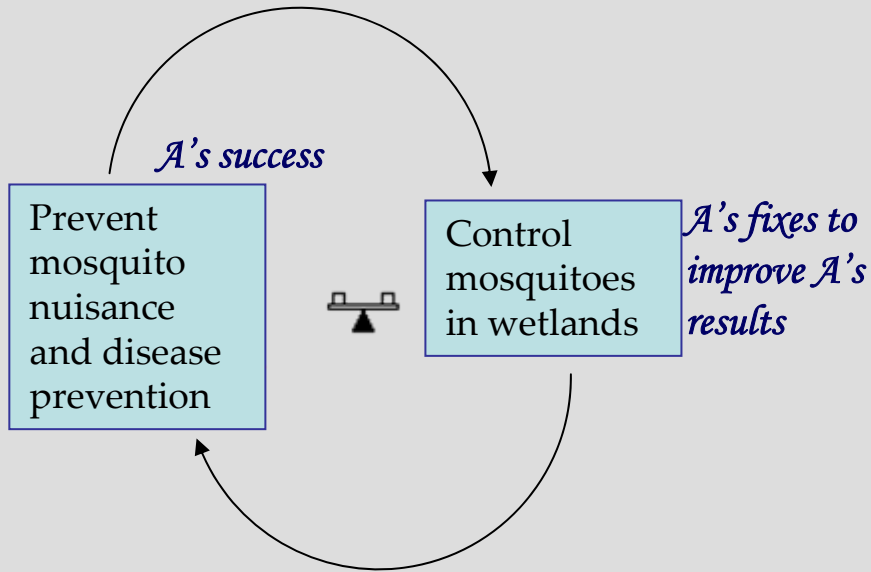 A's success
Prevent
mosquito
nuisance
and disease
prevention
Control
mosquitoes
in wetlands
A's fixes to
improve A's
results